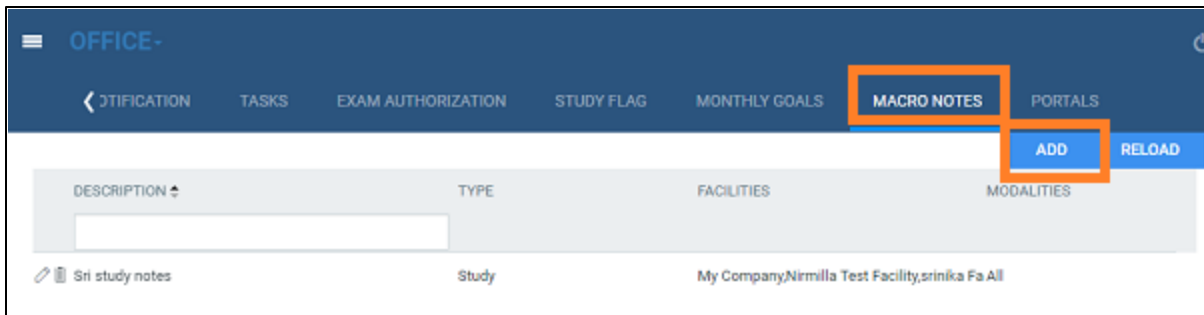 OFFICE-
OTIFICATION TASKS EXAM AUTHORIZATION STUDY FLAG MONTHLY GOALS MACRO NOTES PORTALS
ADD RELOAD
DESCRIPTION TYPE FACILITIES MODALITIES
Sri study notes Study My Company,Nirmilla Test Facility,srinika Fa All